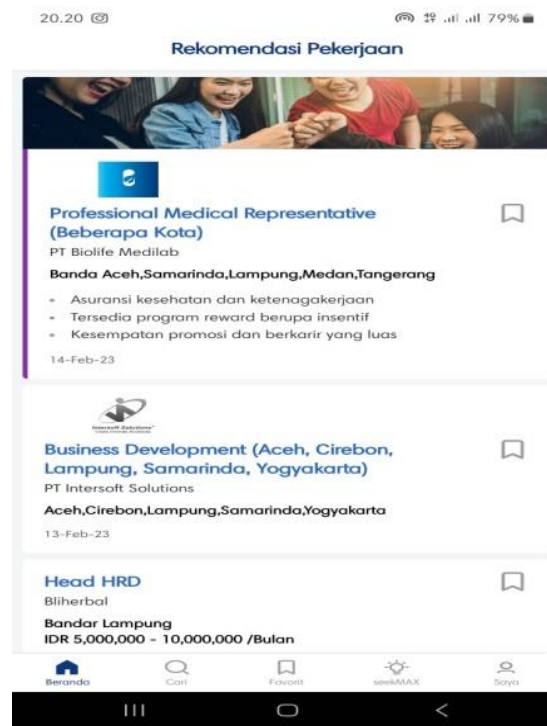 20.20
79%
Rekomendasi Pekerjaan
Professional Medical Representative
(Beberapa Kota)
PT Biolife Medilab
Banda Aceh,Samarinda,Lampung,Medan,Tangerang
Asuransi kesehatan dan ketenagakerjaan
Tersedia program reward berupa insentif
Kesempatan promosi dan berkarir yang luas
14-Feb-23
Intersoft Solutions
Business Development (Aceh, Cirebon,
Lampung, Samarinda, Yogyakarta)
PT Intersoft Solutions
Aceh,Cirebon,Lampung,Samarinda,Yogyakarta
13-Feb-23
Head HRD
Bliherbal
Bandar Lampung
IDR 5,000,000 - 10,000,000 /Bulan
Beranda
Cari
Favorit
seekMAX
Saya